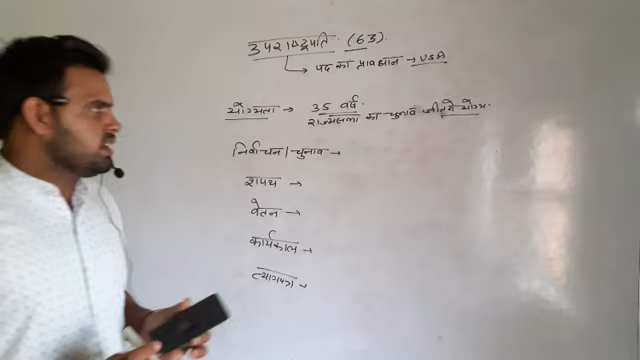 उपराष्ट्रपति (63).
→ पद का प्रावधान → USA
योग्यता → 35 वर्ष.
राज्यसभा का चुनाव जीतने योग्य.
निर्वाचन/चुनाव →
शपथ →
वेतन →
कार्यकाल →
त्यागपत्र →